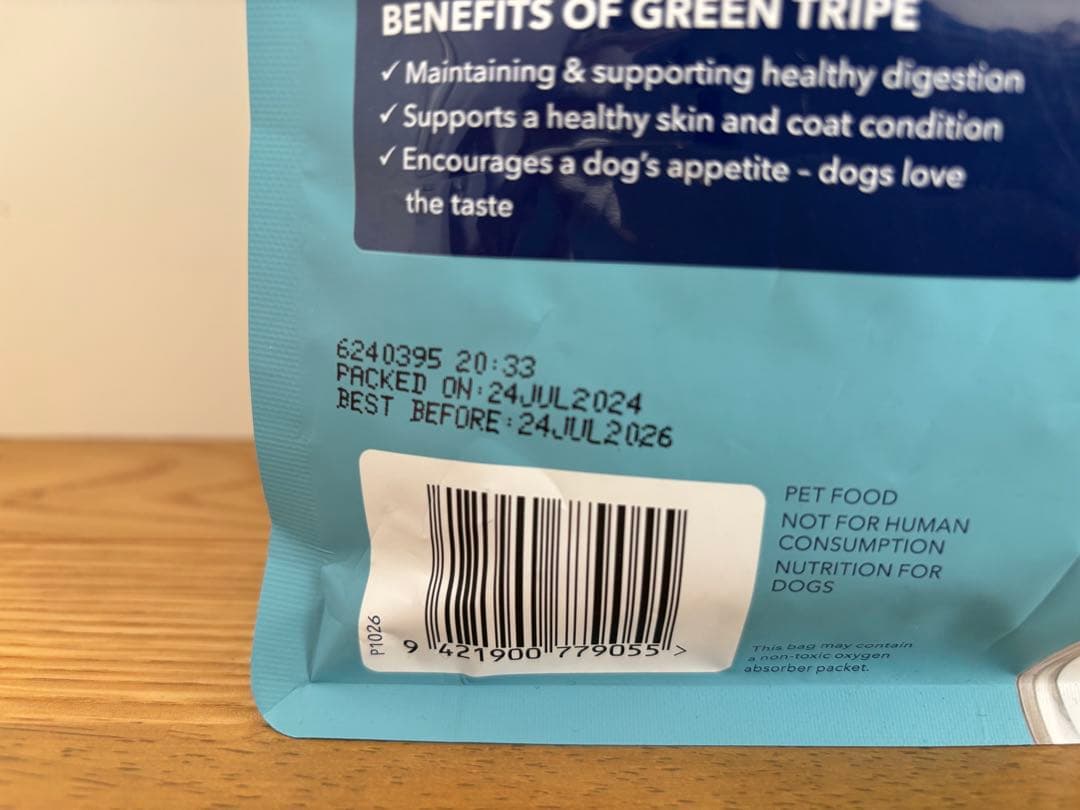 BENEFITS OF GREEN TRIPE
✓ Maintaining & supporting healthy digestion
✓ Supports a healthy skin and coat condition
✓ Encourages a dog's appetite - dogs love
the taste
6240395 20:33
PACKED ON:24JUL2024
BEST BEFORE:24JUL2026
P1026
9 421900 779055 >
PET FOOD
NOT FOR HUMAN
CONSUMPTION
NUTRITION FOR
DOGS
This bag may contain
a non-toxic oxygen
absorber packet.